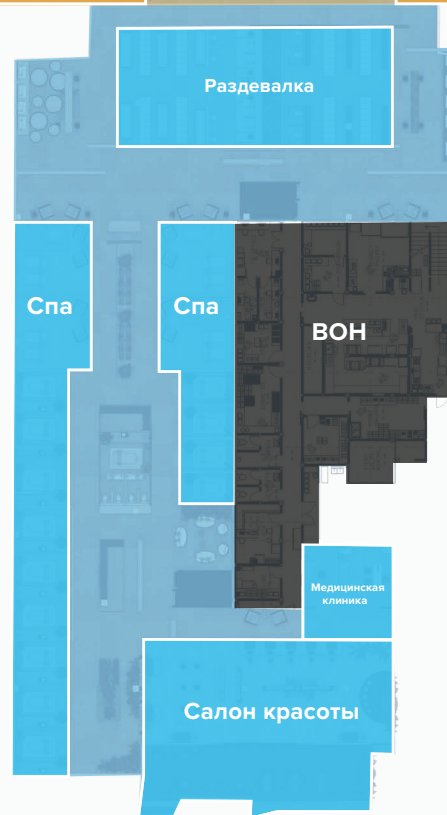 Раздевалка
Спа
Спа
ВОН
Медицинская
клиника
Салон красоты